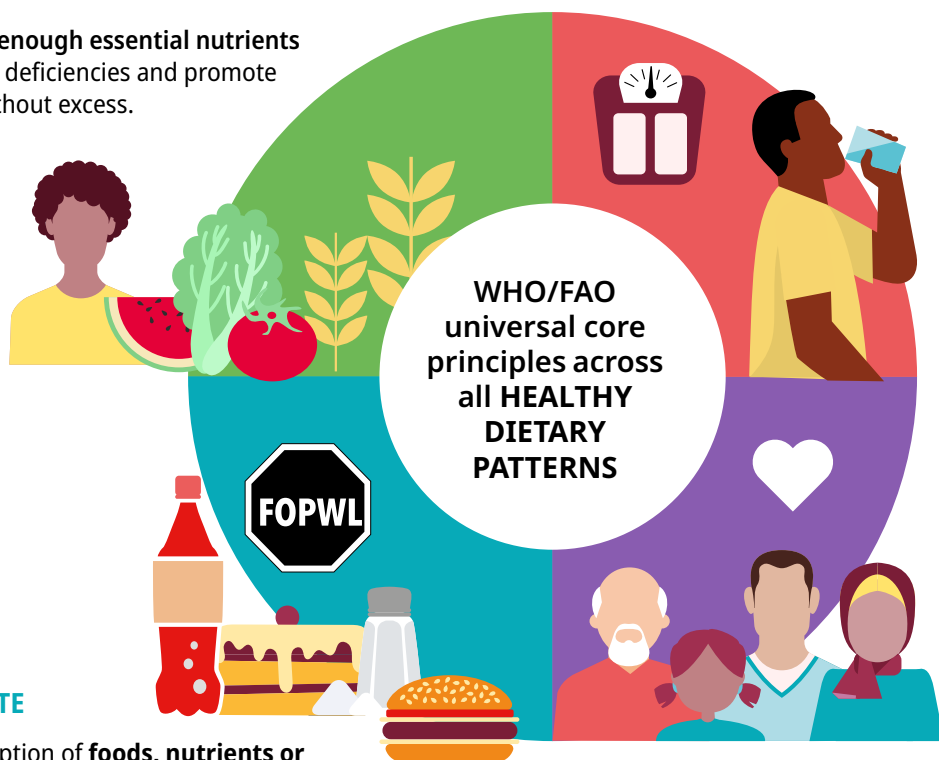 enough essential nutrients
deficiencies and promote
without excess.
WHO/FAO
universal core
principles across
all HEALTHY
DIETARY
PATTERNS
FOPWL
TE
ption of foods, nutrients or